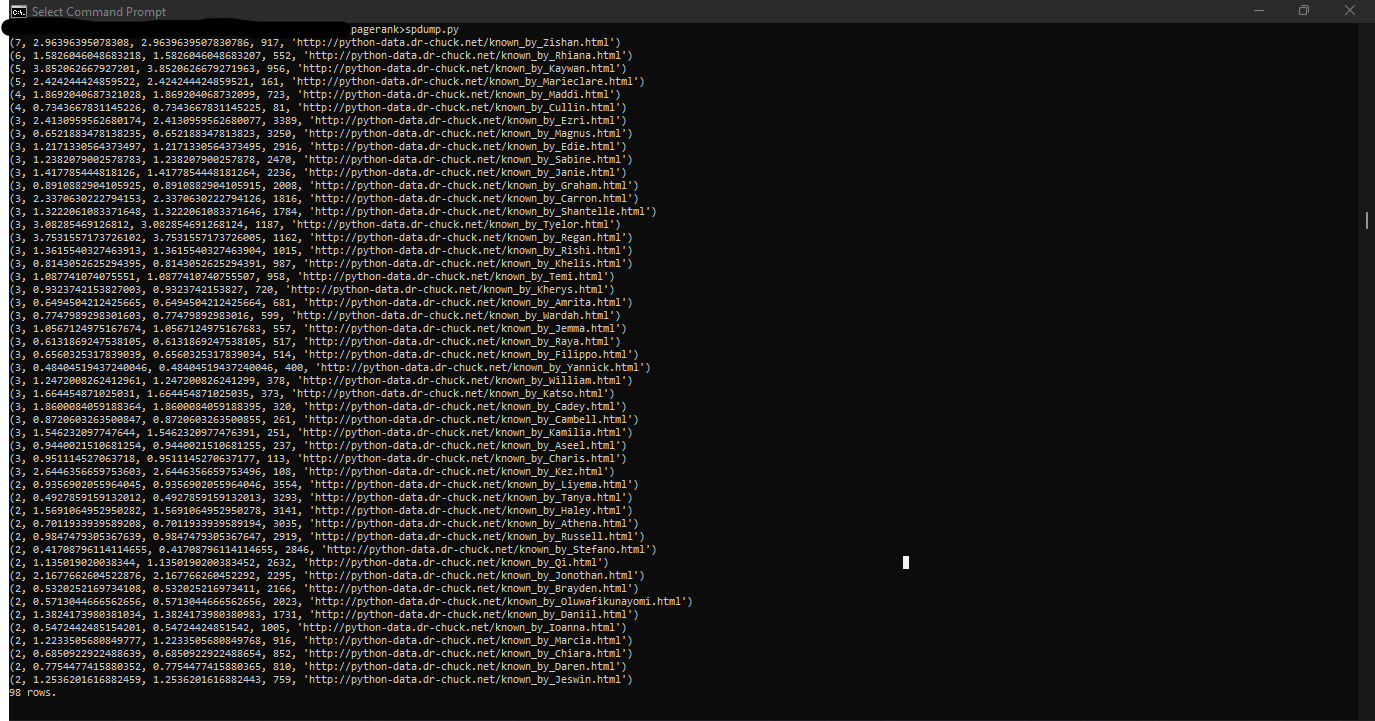 Select Command Prompt
pagerank>spdump.py
(7, 2.96396395078308, 2.9639639507830786, 917, 'http://python-data.dr-chuck.net/known_by_Zishan.html')
(6, 1.5826046048683218, 1.5826046048683207, 552, 'http://python-data.dr-chuck.net/known_by_Rhiana.html')
(5, 3.852062667927201, 3.8520626679271963, 956, 'http://python-data.dr-chuck.net/known_by_Kaywan.html')
(5, 2.424244424859522, 2.4242444248595​21, 161, 'http://python-data.dr-chuck.net/known_by_Marieclare.html')
(4, 1.8692040687321028, 1.869204068732099, 723, 'http://python-data.dr-chuck.net/known_by_Maddi.html')
(4, 0.7343667831145226, 0.7343667831145225, 81, 'http://python-data.dr-chuck.net/known_by_Cullin.html')
(3, 2.4130959562680174, 2.4130959562680077, 3389, 'http://python-data.dr-chuck.net/known_by_Ezri.html')
(3, 0.6521883478138235, 0.652188347813823, 3250, 'http://python-data.dr-chuck.net/known_by_Magnus.html')
(3, 1.2171330564373497, 1.2171330564373495, 2916, 'http://python-data.dr-chuck.net/known_by_Edie.html')
(3, 1.2382079002578783, 1.238207900257878, 2470, 'http://python-data.dr-chuck.net/known_by_Sabine.html')
(3, 1.417785444818126, 1.4177854448181264, 2236, 'http://python-data.dr-chuck.net/known_by_Janie.html')
(3, 0.8910882904105925, 0.8910882904105915, 2008, 'http://python-data.dr-chuck.net/known_by_Graham.html')
(3, 2.3370630222794153, 2.3370630222794126, 1816, 'http://python-data.dr-chuck.net/known_by_Carron.html')
(3, 1.3222061083371648, 1.3222061083371646, 1784, 'http://python-data.dr-chuck.net/known_by_Shantelle.html')
(3, 3.08285469126812, 3.082854691268124, 1187, 'http://python-data.dr-chuck.net/known_by_Tyelor.html')
(3, 3.7531557173726102, 3.7531557173726005, 1162, 'http://python-data.dr-chuck.net/known_by_Regan.html')
(3, 1.3615540327463913, 1.3615540327463904, 1015, 'http://python-data.dr-chuck.net/known_by_Rishi.html')
(3, 0.8143052625294395, 0.8143052625294391, 987, 'http://python-data.dr-chuck.net/known_by_Khelis.html')
(3, 1.087741074075551, 1.0877410740755507, 958, 'http://python-data.dr-chuck.net/known_by_Temi.html')
(3, 0.9323742153827003, 0.9323742153827, 720, 'http://python-data.dr-chuck.net/known_by_Kherys.html')
(3, 0.6494504212425665, 0.6494504212425664, 681, 'http://python-data.dr-chuck.net/known_by_Amrita.html')
(3, 0.7747989298301603, 0.77479892983016, 599, 'http://python-data.dr-chuck.net/known_by_Wardah.html')
(3, 1.0567124975167674, 1.0567124975167683, 557, 'http://python-data.dr-chuck.net/known_by_Jemma.html')
(3, 0.6131869247538105, 0.6131869247538105, 517, 'http://python-data.dr-chuck.net/known_by_Raya.html')
(3, 0.6560325317839039, 0.6560325317839034, 514, 'http://python-data.dr-chuck.net/known_by_Filippo.html')
(3, 0.48404519437240046, 0.48404519437240046, 400, 'http://python-data.dr-chuck.net/known_by_Yannick.html')
(3, 1.2472008262412961, 1.247200826241299, 378, 'http://python-data.dr-chuck.net/known_by_William.html')
(3, 1.664454871025031, 1.664454871025035, 373, 'http://python-data.dr-chuck.net/known_by_Katso.html')
(3, 1.8600084059188364, 1.8600084059188395, 320, 'http://python-data.dr-chuck.net/known_by_Cadey.html')
(3, 0.8720603263500847, 0.8720603263500855, 261, 'http://python-data.dr-chuck.net/known_by_Cambell.html')
(3, 1.546232097747644, 1.5462320977476391, 251, 'http://python-data.dr-chuck.net/known_by_Kamilia.html')
(3, 0.9440021510681254, 0.9440021510681255, 237, 'http://python-data.dr-chuck.net/known_by_Aseel.html')
(3, 0.951114527063718, 0.9511145270637177, 113, 'http://python-data.dr-chuck.net/known_by_Charis.html')
(3, 2.6446356659753603, 2.6446356659753496, 108, 'http://python-data.dr-chuck.net/known_by_Kez.html')
(2, 0.9356902055964045, 0.9356902055964046, 3554, 'http://python-data.dr-chuck.net/known_by_Liyema.html')
(2, 0.4927859159132012, 0.4927859159132013, 3293, 'http://python-data.dr-chuck.net/known_by_Tanya.html')
(2, 1.5691064952950282, 1.5691064952950278, 3141, 'http://python-data.dr-chuck.net/known_by_Haley.html')
(2, 0.7011933939589208, 0.7011933939589194, 3035, 'http://python-data.dr-chuck.net/known_by_Athena.html')
(2, 0.9847479305367639, 0.9847479305367647, 2919, 'http://python-data.dr-chuck.net/known_by_Russell.html')
(2, 0.41708796114114655, 0.41708796114114655, 2846, 'http://python-data.dr-chuck.net/known_by_Stefano.html')
(2, 1.135019020038344, 1.1350190200383452, 2632, 'http://python-data.dr-chuck.net/known_by_Qi.html')
(2, 2.1677662604522876, 2.167766260452292, 2295, 'http://python-data.dr-chuck.net/known_by_Jonothan.html')
(2, 0.5320252169734108, 0.532025216973411, 2166, 'http://python-data.dr-chuck.net/known_by_Brayden.html')
(2, 0.5713044666562656, 0.5713044666562656, 2023, 'http://python-data.dr-chuck.net/known_by_Oluwafikunayomi.html')
(2, 1.3824173980381034, 1.3824173980380983, 1731, 'http://python-data.dr-chuck.net/known_by_Daniil.html')
(2, 0.5472442485154201, 0.54724424851542, 1005, 'http://python-data.dr-chuck.net/known_by_Ioanna.html')
(2, 1.2233505680849777, 1.2233505680849768, 916, 'http://python-data.dr-chuck.net/known_by_Marcia.html')
(2, 0.6850922922488639, 0.6850922922488654, 852, 'http://python-data.dr-chuck.net/known_by_Chiara.html')
(2, 0.7754477415880352, 0.7754477415880365, 810, 'http://python-data.dr-chuck.net/known_by_Daren.html')
(2, 1.2536201616882459, 1.2536201616882443, 759, 'http://python-data.dr-chuck.net/known_by_Jeswin.html')
98 rows.